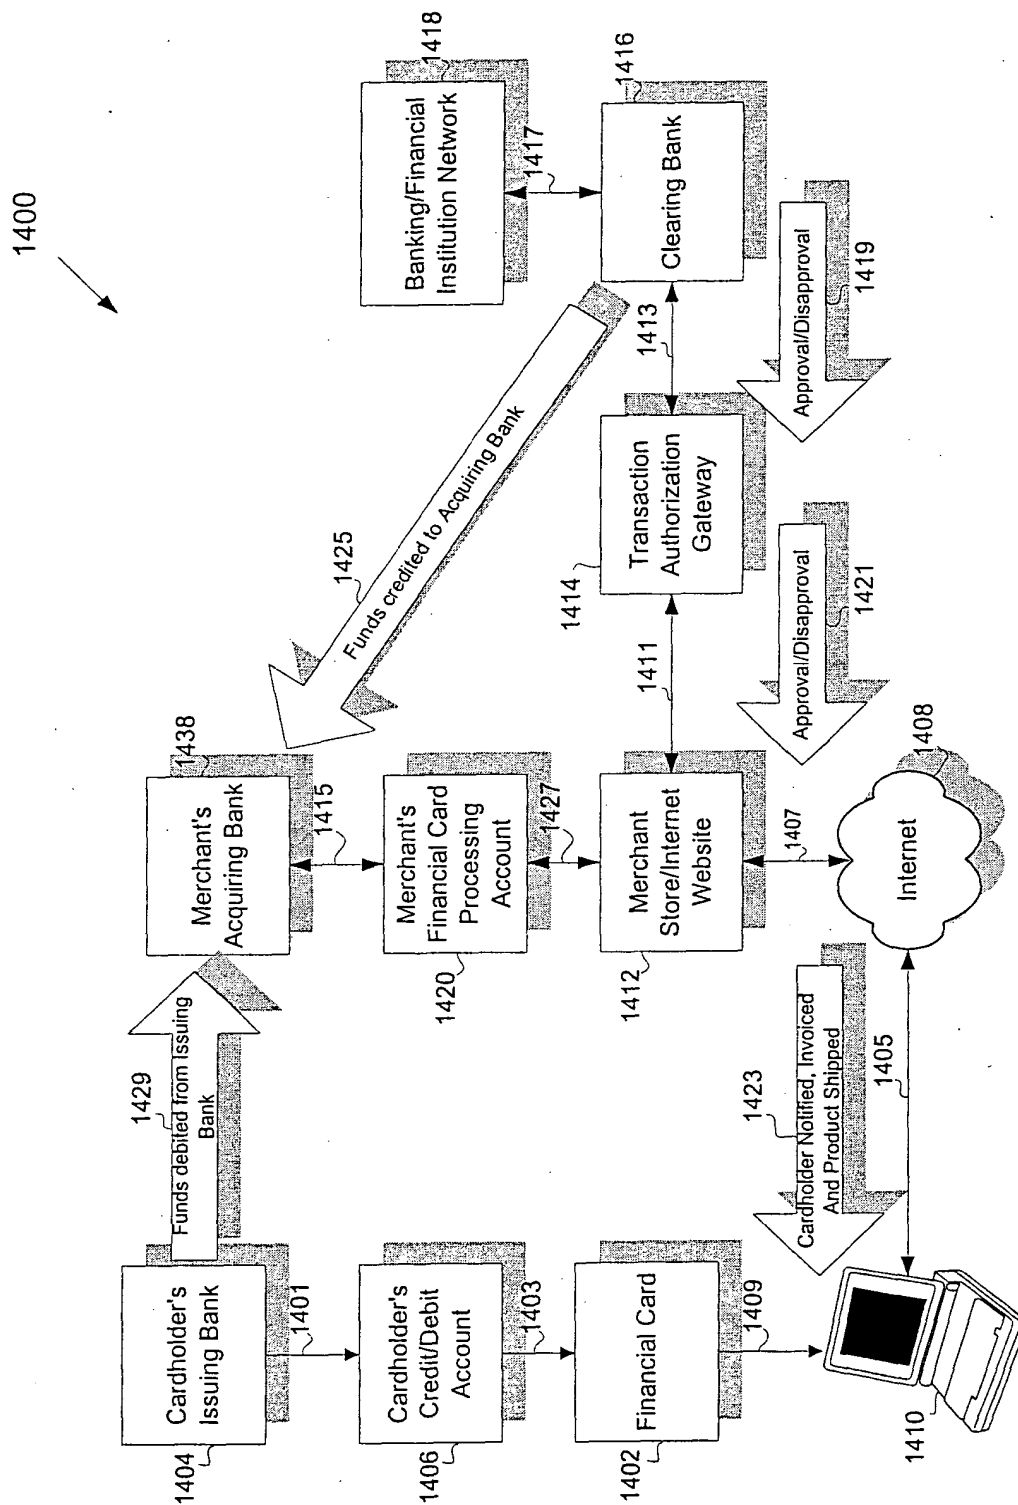 1400
1404
Cardholder's
Issuing Bank
1401
1429
Funds debited from Issuing
Bank
Merchant's
Acquiring Bank
1438
1425
Funds credited to Acquiring Bank
Banking/Financial
Institution Network
1418
1406
Cardholder's
Credit/Debit
Account
1403
1415
1420
Merchant's
Financial Card
Processing
Account
1427
1417
1402
Financial Card
1409
1412
Merchant
Store/Internet
Website
1407
1411
1414
Transaction
Authorization
Gateway
1413
Clearing Bank
1416
1423
Cardholder Notified, Invoiced
And Product Shipped
Approval/Disapproval
1421
Approval/Disapproval
1419
1410
1405
Internet
1408